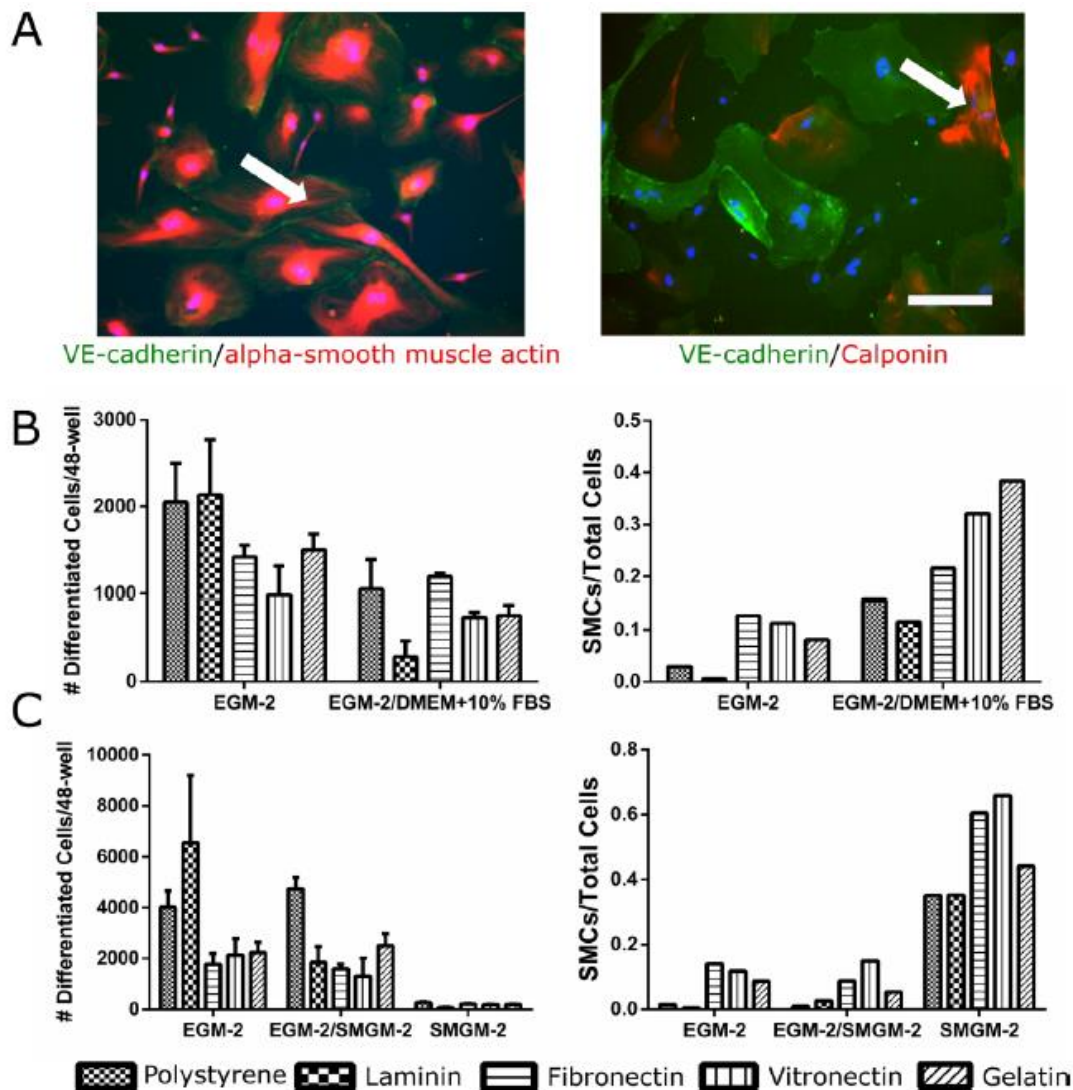 A
VE-cadherin/alpha-smooth muscle actin
VE-cadherin/Calponin
B
# Differentiated Cells/48-well
3000
2000
1000
0
EGM-2
EGM-2/DMEM+10% FBS
SMC's/Total Cells
0.5
0.4
0.3
0.2
0.1
0.0
EGM-2
EGM-2/DMEM+10% FBS
C
# Differentiated Cells/48-well
10000
8000
6000
4000
2000
0
EGM-2
EGM-2/SMGM-2
SMGM-2
SMCs/Total Cells
0.8
0.6
0.4
0.2
0.0
EGM-2
EGM-2/SMGM-2
SMGM-2
Polystyrene
Laminin
Fibronectin
Vitronectin
Gelatin